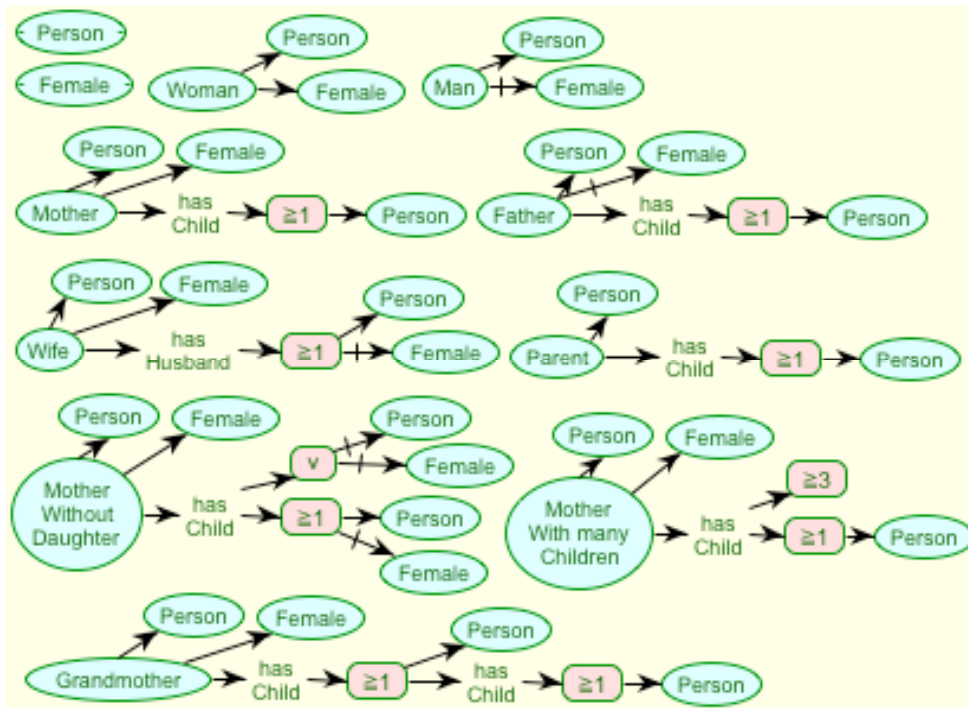 Person
Person
Person
Female
Woman
Female
Man
Female
Person
Female
Person
Female
Mother
has
Child
≧1
Person
Father
has
Child
≧1
Person
Person
Female
Person
Person
Wife
has
Husband
≧1
Female
Parent
has
Child
≧1
Person
Person
Female
Person
v
Female
Mother
Without
Daughter
has
Child
≧1
Person
Female
Person
Female
≧3
Mother
With many
Children
has
Child
≧1
Person
Person
Female
Person
Grandmother
has
Child
≧1
has
Child
≧1
Person